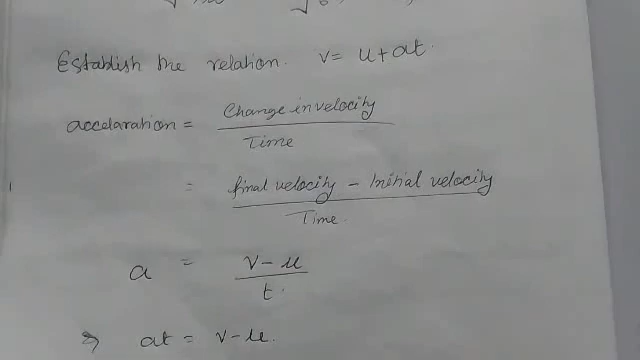 Establish the relation. v = u + at.
accelaration = Change in velocity
Time
= final velocity - Initial velocity
Time.
a = v - u
t.
⇒ at = v - u.